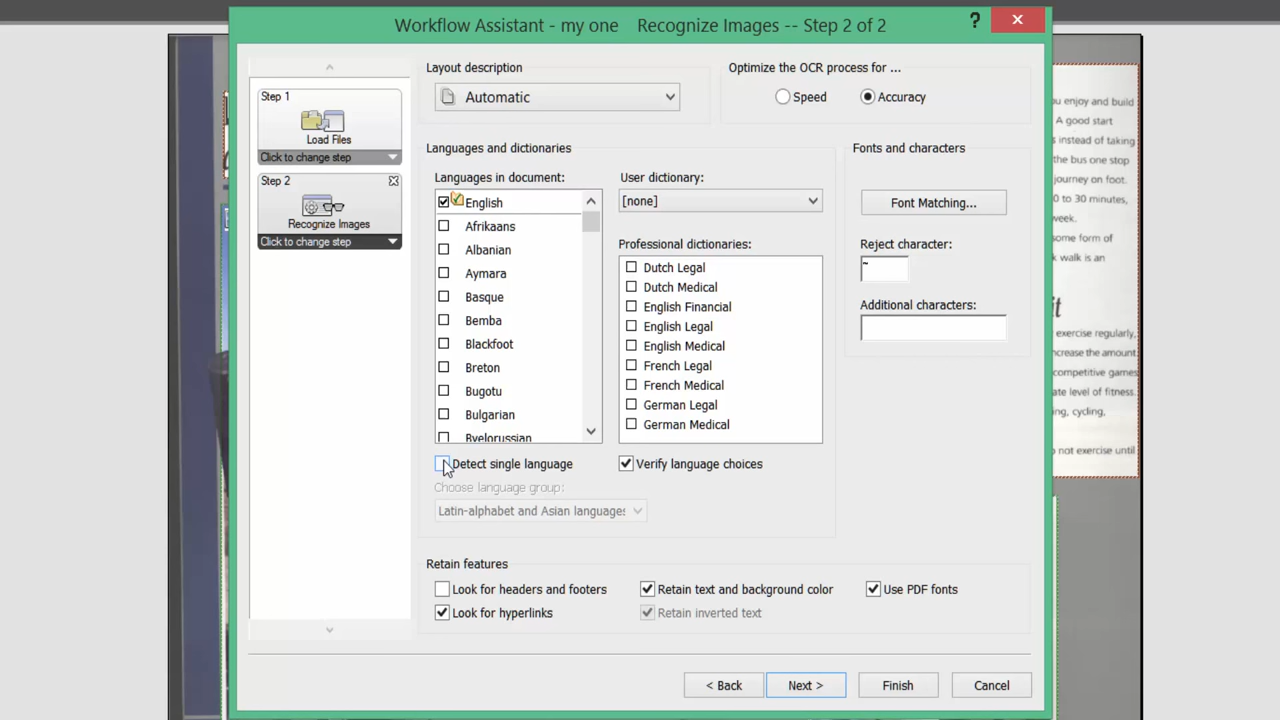 Workflow Assistant - my one Recognize Images -- Step 2 of 2
?
Step 1
Load Files
Click to change step
Step 2
Recognize Images
Click to change step
Layout description
Automatic
Optimize the OCR process for ...
Speed
Accuracy
Languages and dictionaries
Languages in document:
English
Afrikaans
Albanian
Aymara
Basque
Bemba
Blackfoot
Breton
Bugotu
Bulgarian
Byelorussian
Detect single language
Choose language group:
Latin-alphabet and Asian languages
User dictionary:
[none]
Professional dictionaries:
Dutch Legal
Dutch Medical
English Financial
English Legal
English Medical
French Legal
French Medical
German Legal
German Medical
Verify language choices
Fonts and characters
Font Matching...
Reject character:
~
Additional characters:
Retain features
Look for headers and footers
Retain text and background color
Use PDF fonts
Look for hyperlinks
Retain inverted text
< Back
Next >
Finish
Cancel
u enjoy and build
A good start
instead of taking
the bus one stop
journey on foot.
0 to 30 minutes,
week.
some form of
k walk is an
it
exercise regularly,
ncrease the amount
competitive games
ate level of fitness.
ng, cycling,
o not exercise until